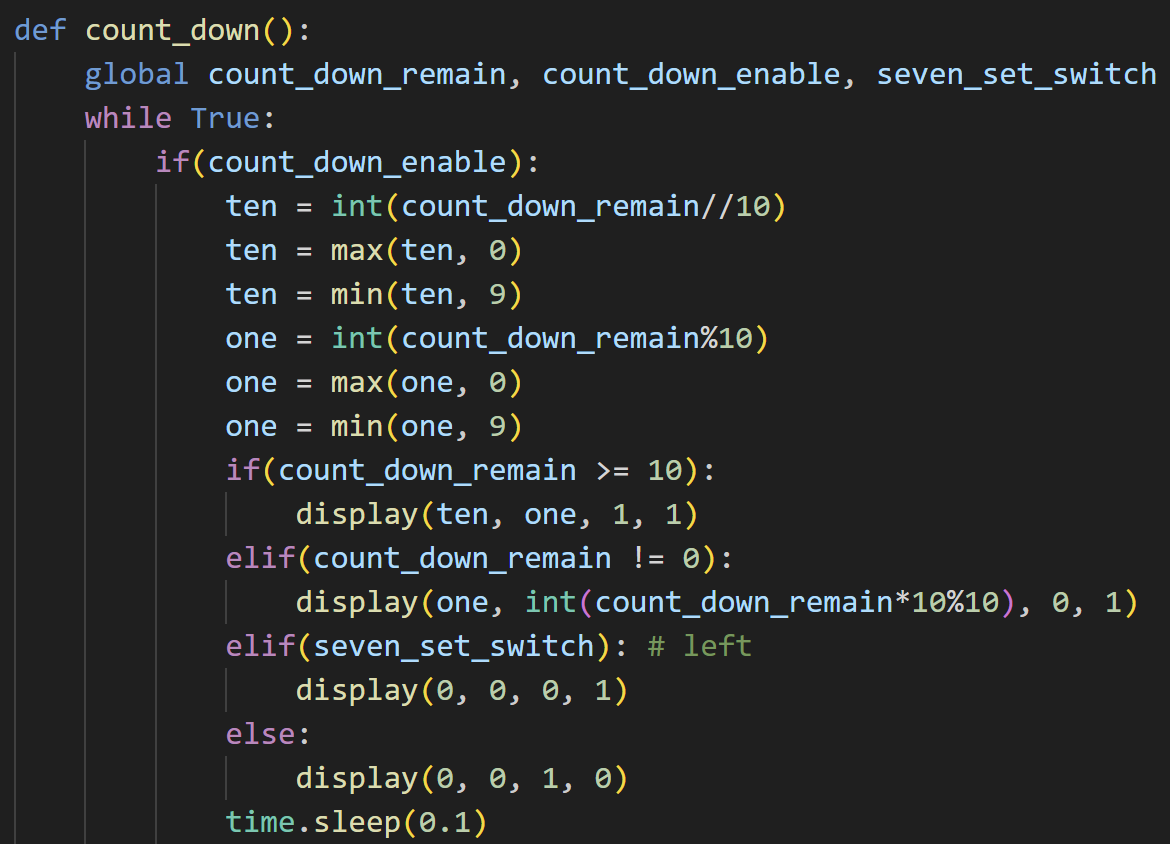 def count_down():
    global count_down_remain, count_down_enable, seven_set_switch
    while True:
        if(count_down_enable):
            ten = int(count_down_remain//10)
            ten = max(ten, 0)
            ten = min(ten, 9)
            one = int(count_down_remain%10)
            one = max(one, 0)
            one = min(one, 9)
            if(count_down_remain >= 10):
                display(ten, one, 1, 1)
            elif(count_down_remain != 0):
                display(one, int(count_down_remain*10%10), 0, 1)
            elif(seven_set_switch): # left
                display(0, 0, 0, 1)
            else:
                display(0, 0, 1, 0)
            time.sleep(0.1)